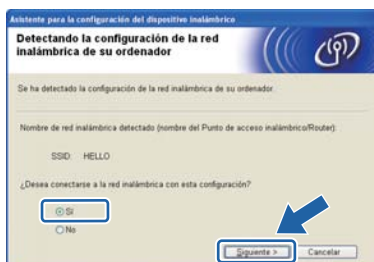 Asistente para la configuración del dispositivo inalámbrico
Detectando la configuración de la red
inalámbrica de su ordenador
Se ha detectado la configuración de la red inalámbrica de su ordenador.
Nombre de red inalámbrica detectado (nombre del Punto de acceso inalámbrico/Router):
SSID: HELLO
¿Desea conectarse a la red inalámbrica con esta configuración?
Sí
No
Siguiente >
Cancelar